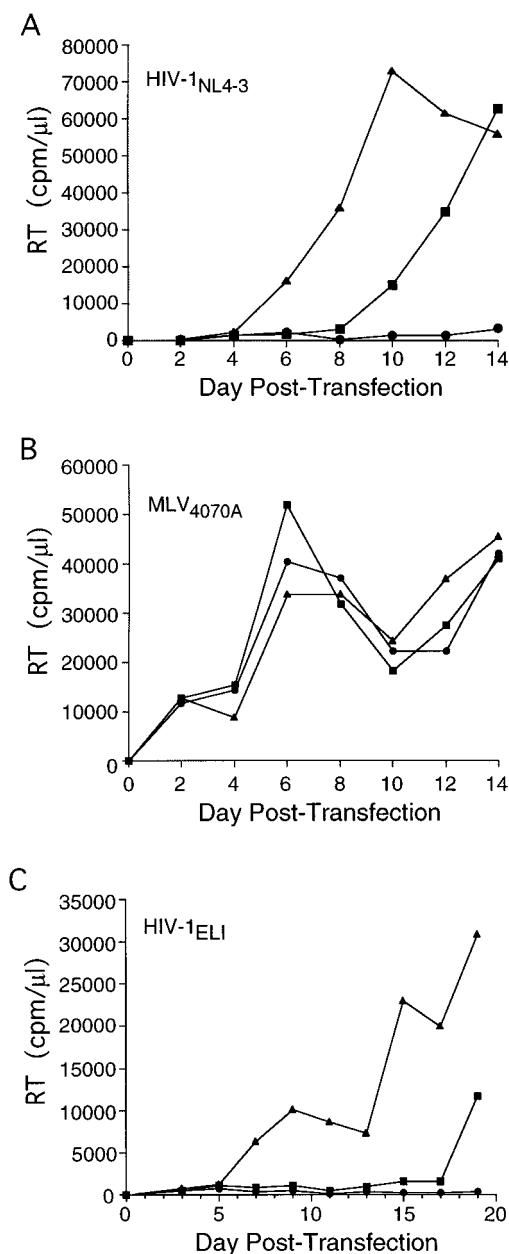 A
80000
70000
60000
50000
40000
30000
20000
10000
0
RT (cpm/μl)
HIV-1NL4-3
0 2 4 6 8 10 12 14
Day Post-Transfection
B
60000
50000
40000
30000
20000
10000
0
RT (cpm/μl)
MLV4070A
0 2 4 6 8 10 12 14
Day Post-Transfection
C
35000
30000
25000
20000
15000
10000
5000
0
RT (cpm/μl)
HIV-1ELI
0 5 10 15 20
Day Post-Transfection